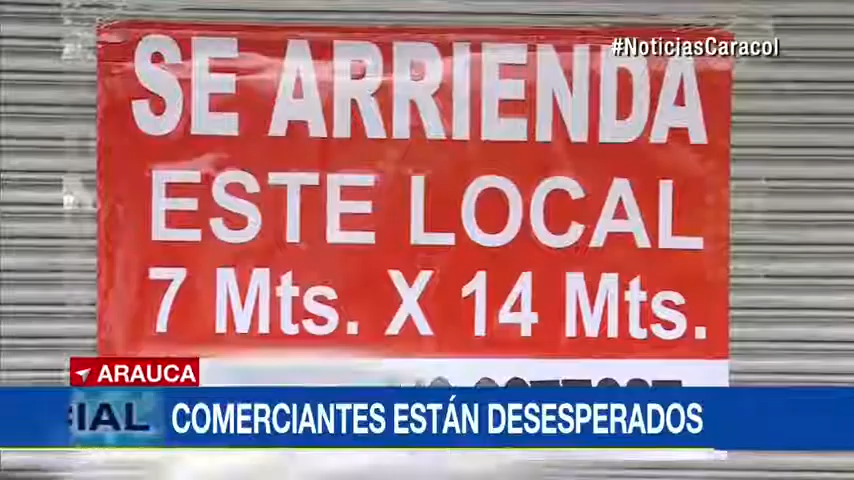 #NoticiasCaracol
SE ARRIENDA
ESTE LOCAL
7 Mts. X 14 Mts.
ARAUCA
IAL COMERCIANTES ESTÁN DESESPERADOS